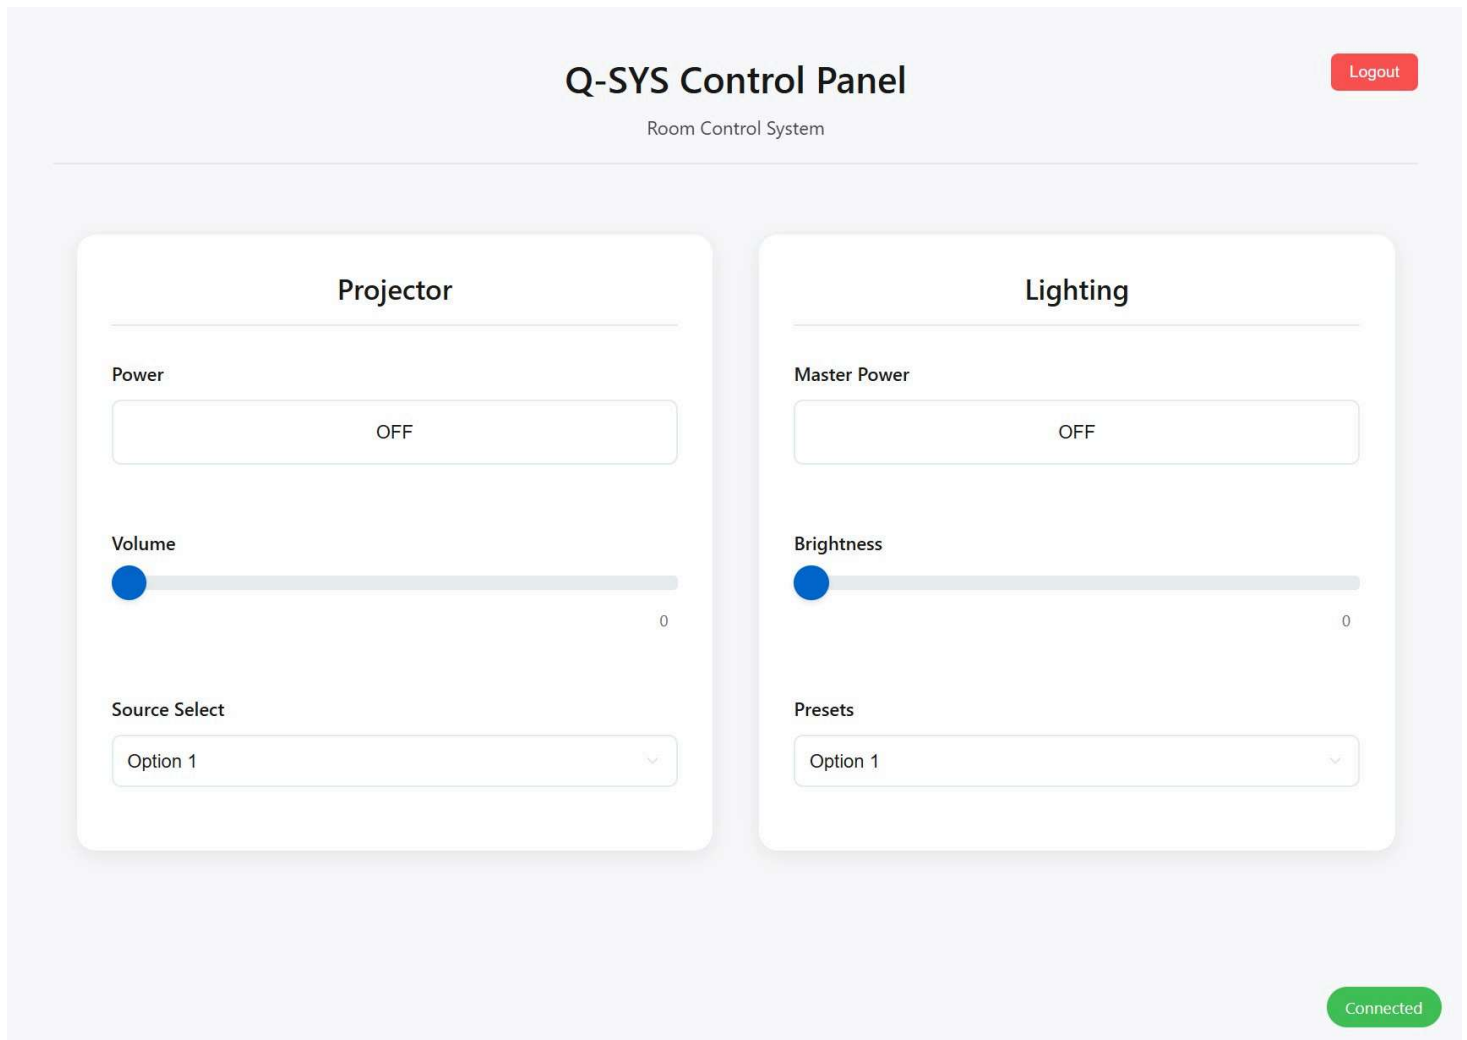 Q-SYS Control Panel
Logout
Room Control System
Projector
Power
OFF
Volume
0
Source Select
Option 1
Lighting
Master Power
OFF
Brightness
0
Presets
Option 1
Connected